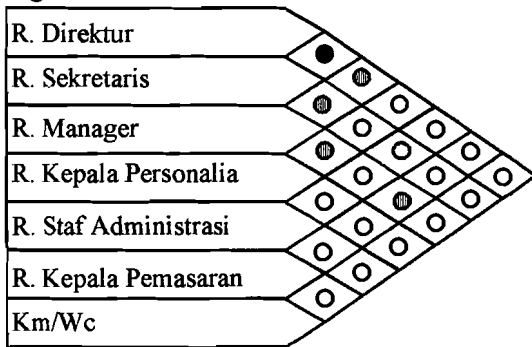 R. Direktur
R. Sekretaris
R. Manager
R. Kepala Personalia
R. Staf Administrasi
R. Kepala Pemasaran
Km/Wc